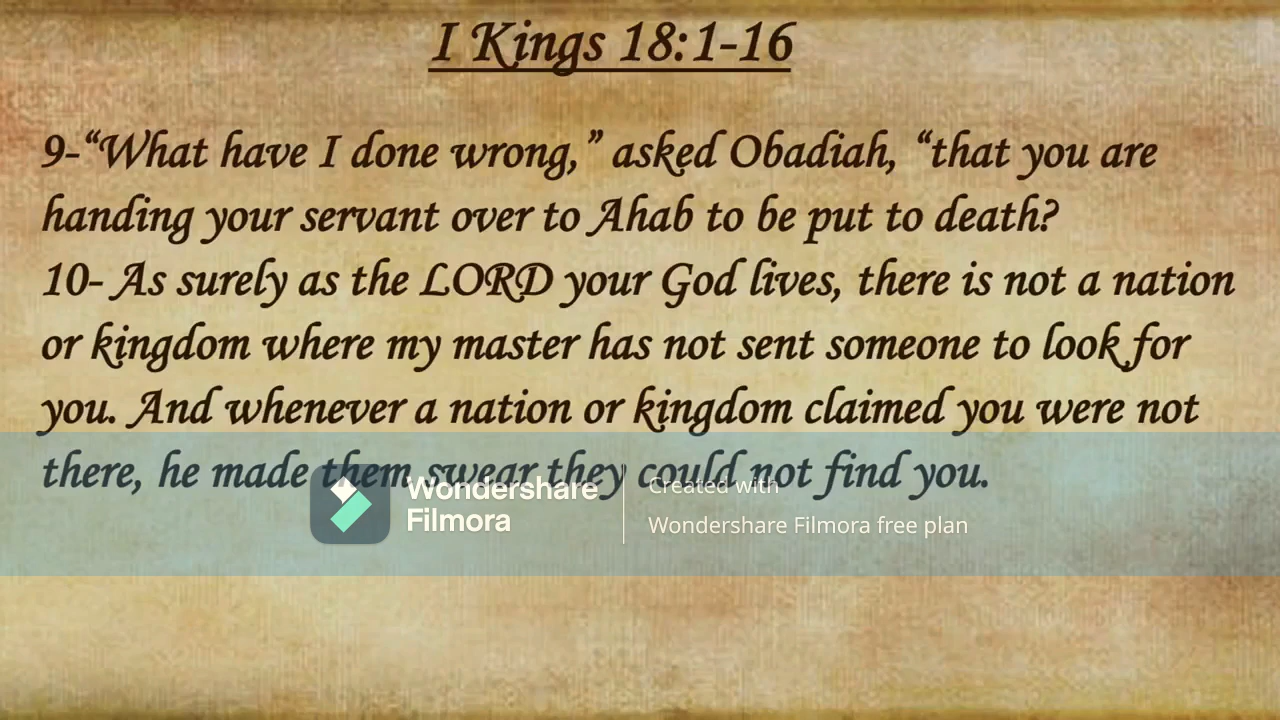 I Kings 18:1-16
9-“What have I done wrong,” asked Obadiah, “that you are
handing your servant over to Ahab to be put to death?
10- As surely as the LORD your God lives, there is not a nation
or kingdom where my master has not sent someone to look for
you. And whenever a nation or kingdom claimed you were not
there, he made them swear they could not find you.
Wondershare
Filmora
Created with
Wondershare Filmora free plan